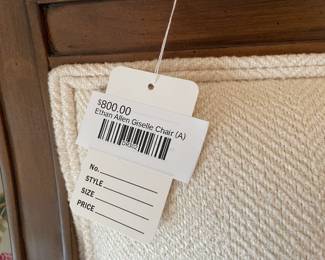 $800.00
Ethan Allen Giselle Chair (A)
No.
STYLE
SIZE
PRICE